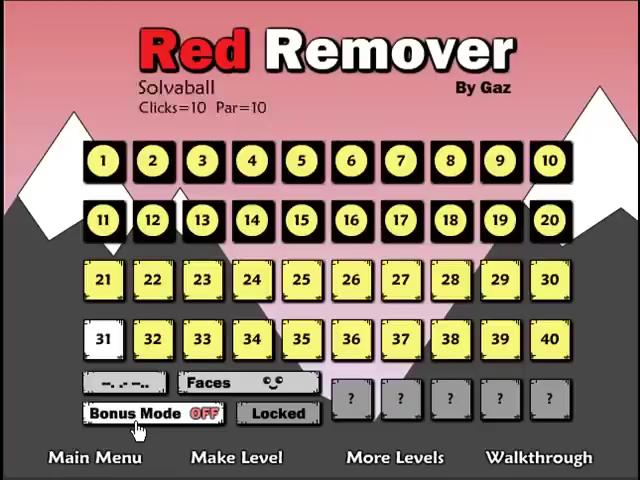 Red Remover
Solvaball
By Gaz
Clicks=10 Par=10
1 2 3 4 5 6 7 8 9 10
11 12 13 14 15 16 17 18 19 20
21 22 23 24 25 26 27 28 29 30
31 32 33 34 35 36 37 38 39 40
--. .- --..
Faces
? ? ? ? ?
Bonus Mode OFF
Locked
Main Menu
Make Level
More Levels
Walkthrough